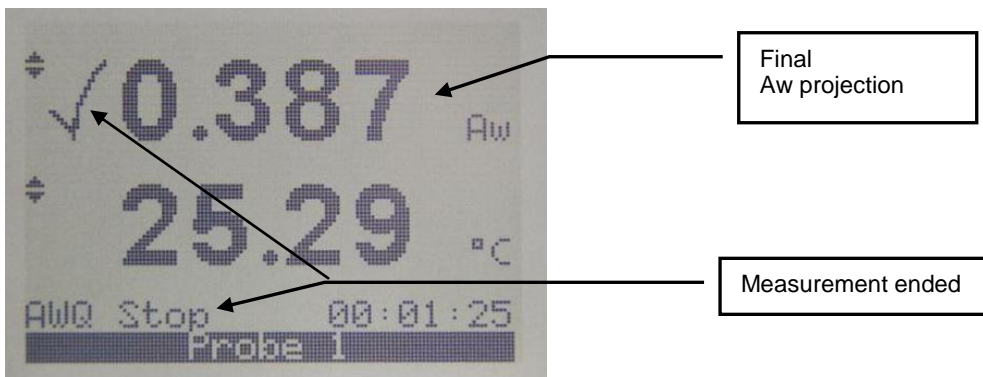 √0.387 Aw
25.29 °C
AWQ Stop 00:01:25
Probe 1
Final
Aw projection
Measurement ended